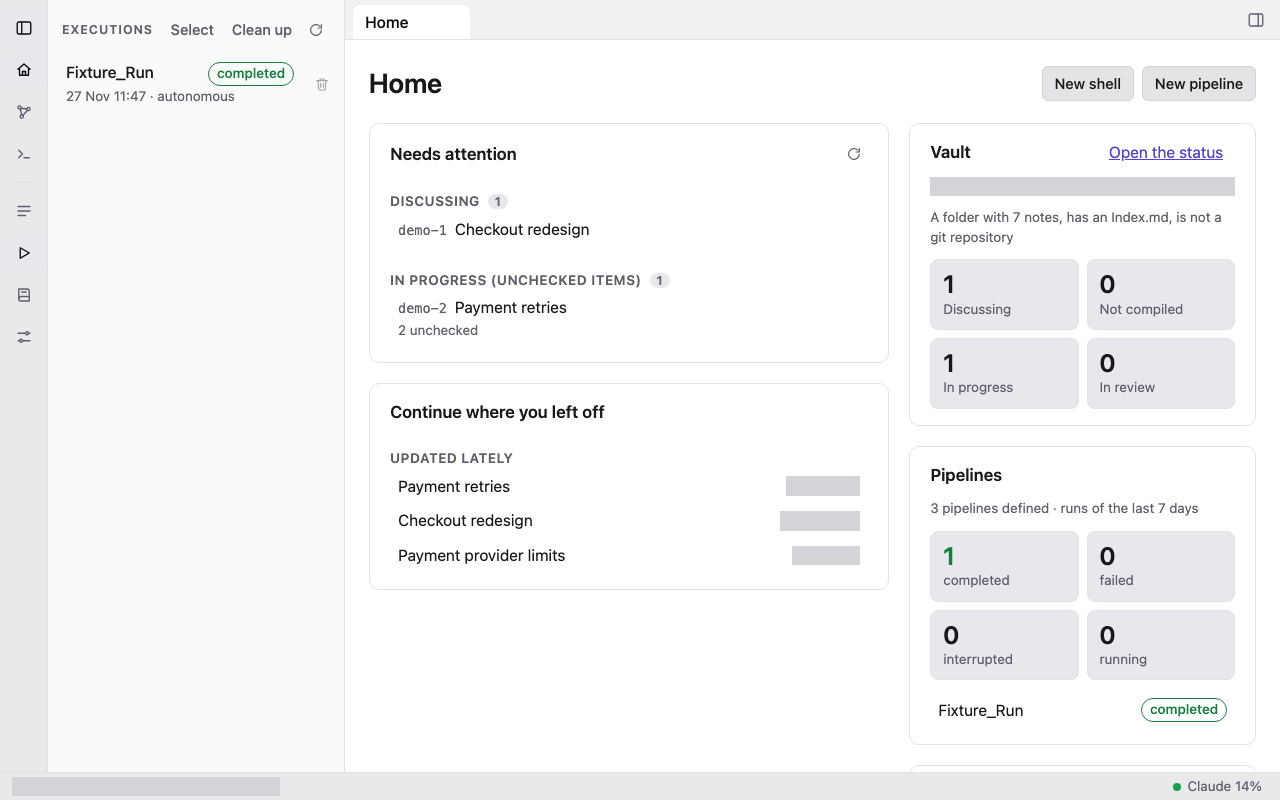 EXECUTIONS Select Clean up
Fixture_Run completed
27 Nov 11:47 · autonomous
Home
Home
New shell New pipeline
Needs attention
DISCUSSING 1
demo-1 Checkout redesign
IN PROGRESS (UNCHECKED ITEMS) 1
demo-2 Payment retries
2 unchecked
Continue where you left off
UPDATED LATELY
Payment retries
Checkout redesign
Payment provider limits
Vault Open the status
A folder with 7 notes, has an Index.md, is not a
git repository
1 Discussing
0 Not compiled
1 In progress
0 In review
Pipelines
3 pipelines defined · runs of the last 7 days
1 completed
0 failed
0 interrupted
0 running
Fixture_Run completed
Claude 14%